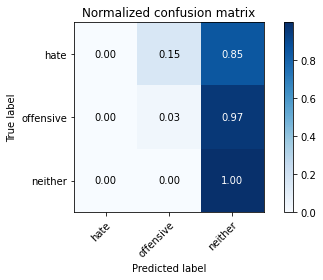 Normalized confusion matrix
True label
hate 0.00 0.15 0.85
offensive 0.00 0.03 0.97
neither 0.00 0.00 1.00
hate offensive neither
Predicted label
0.8
0.6
0.4
0.2
0.0